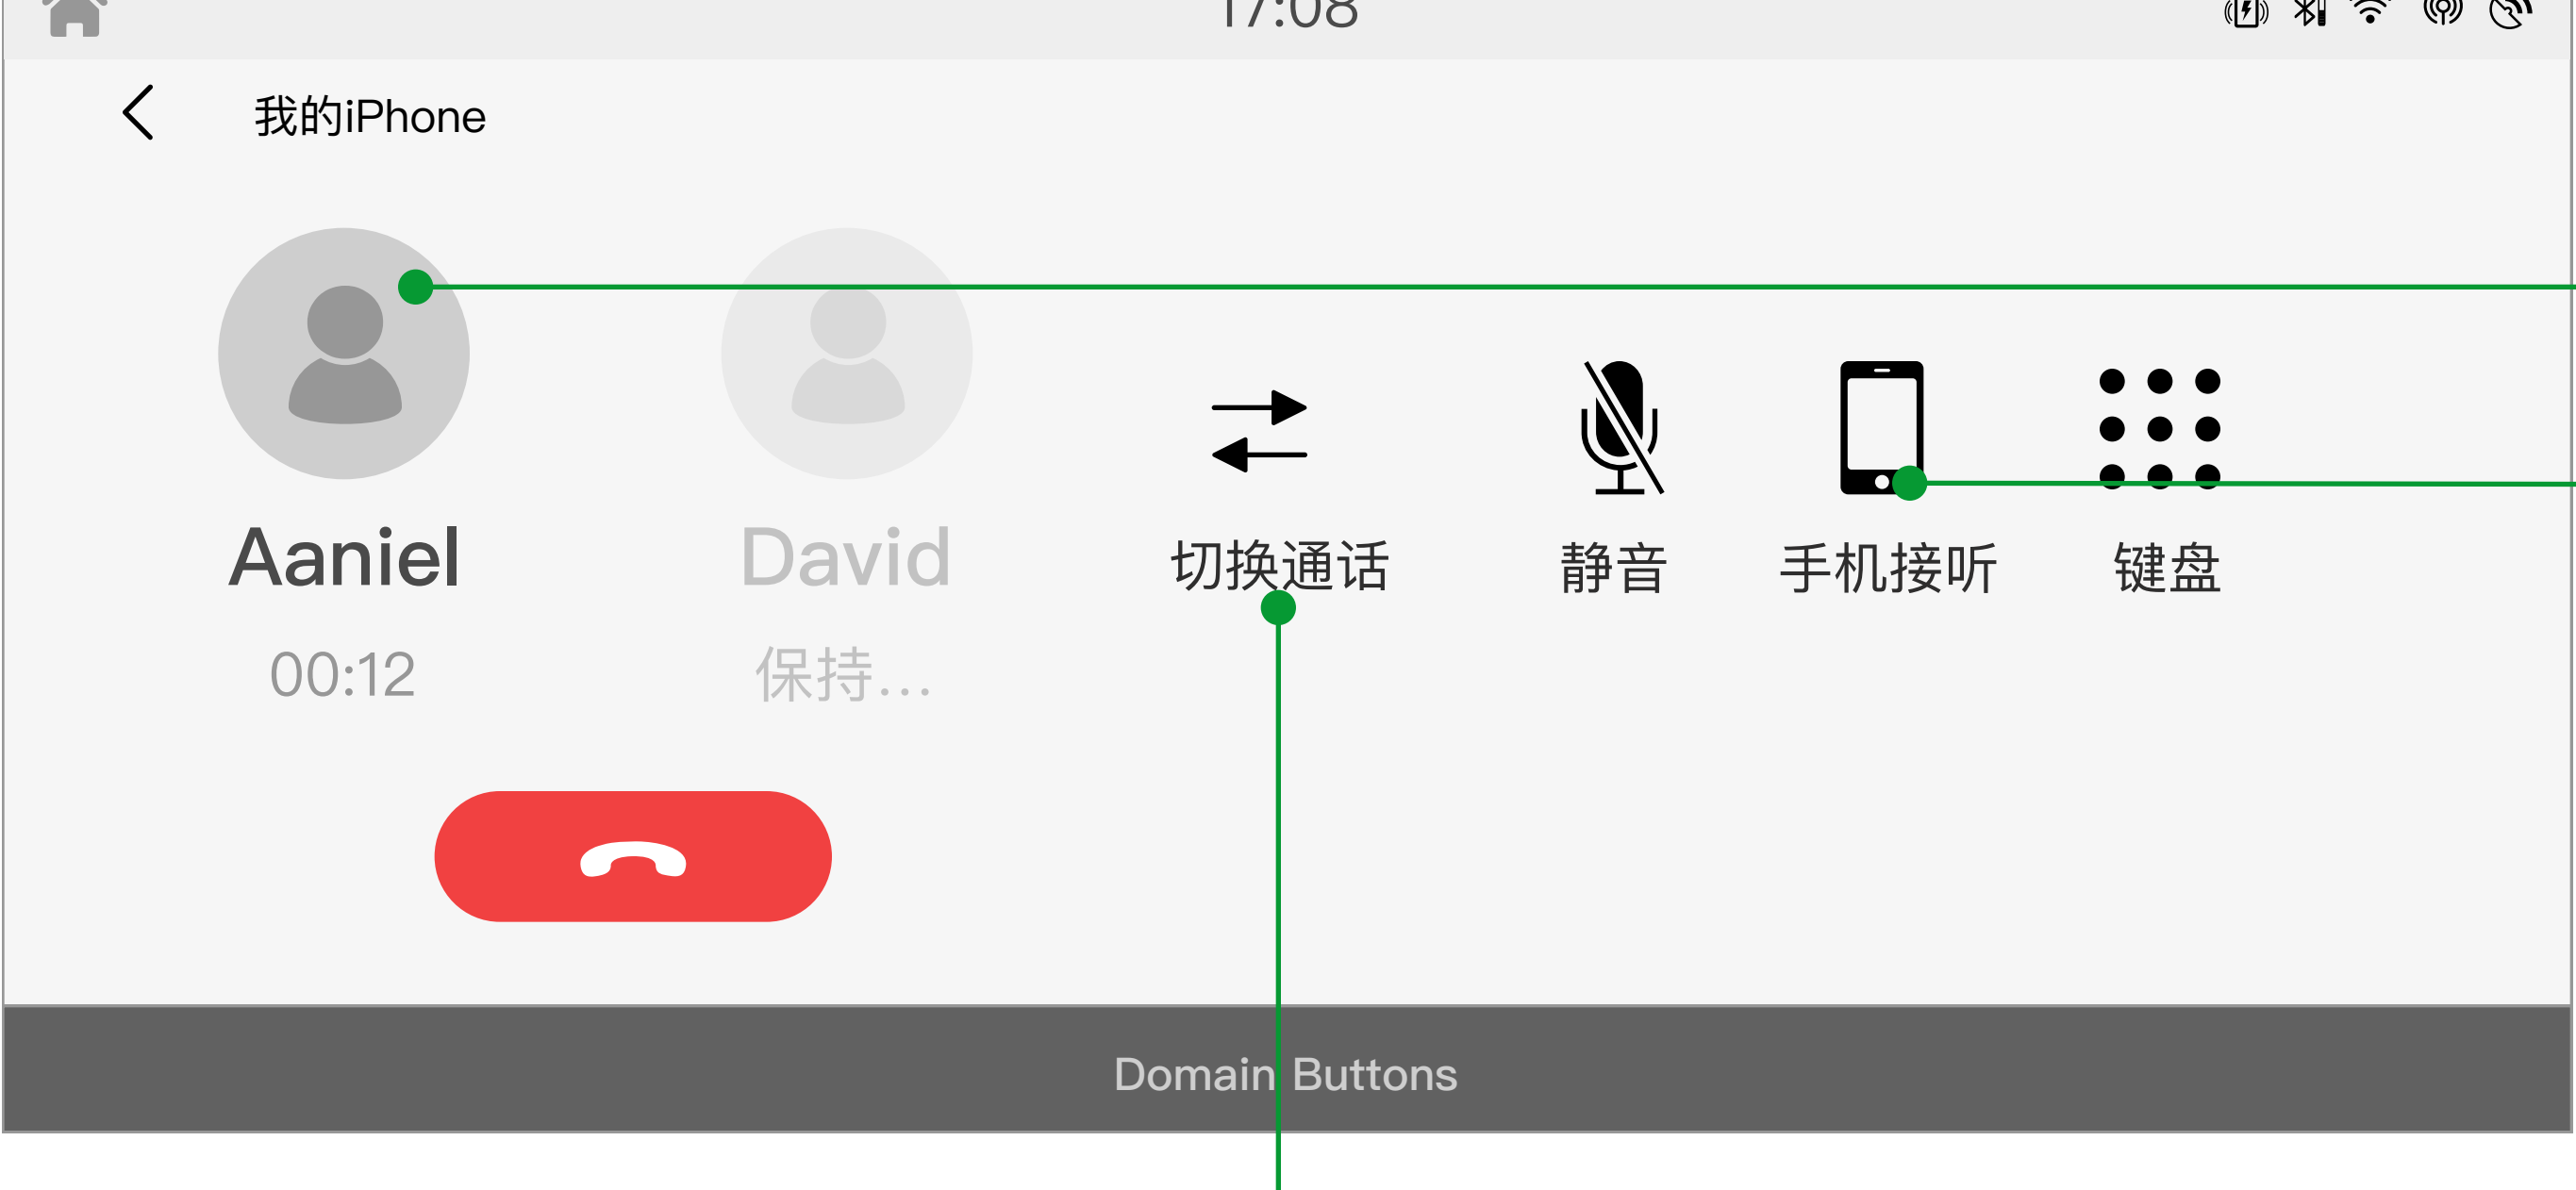 17:08
我的iPhone
Aaniel
David
00:12
保持...
切换通话
静音
手机接听
键盘
Domain Buttons